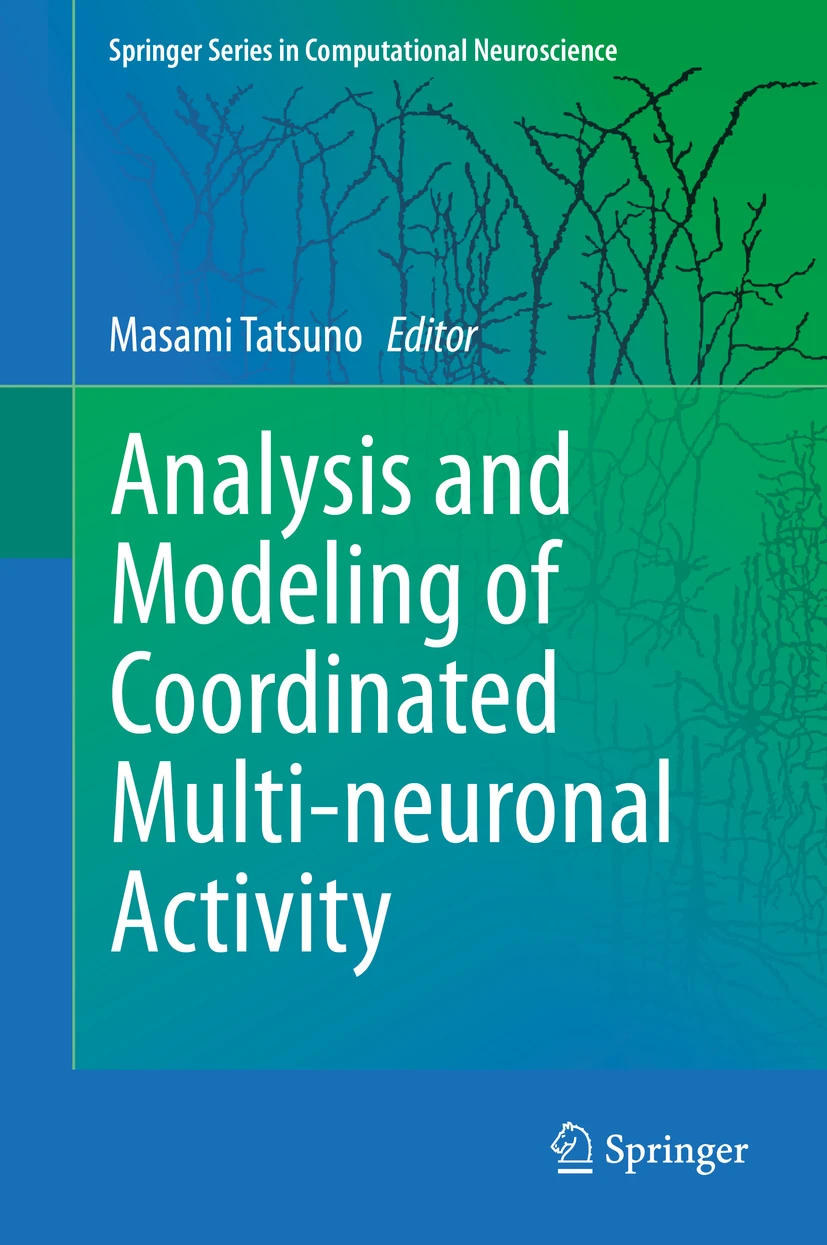 Springer Series in Computational Neuroscience
Masami Tatsuno Editor
Analysis and
Modeling of
Coordinated
Multi-neuronal
Activity
Springer